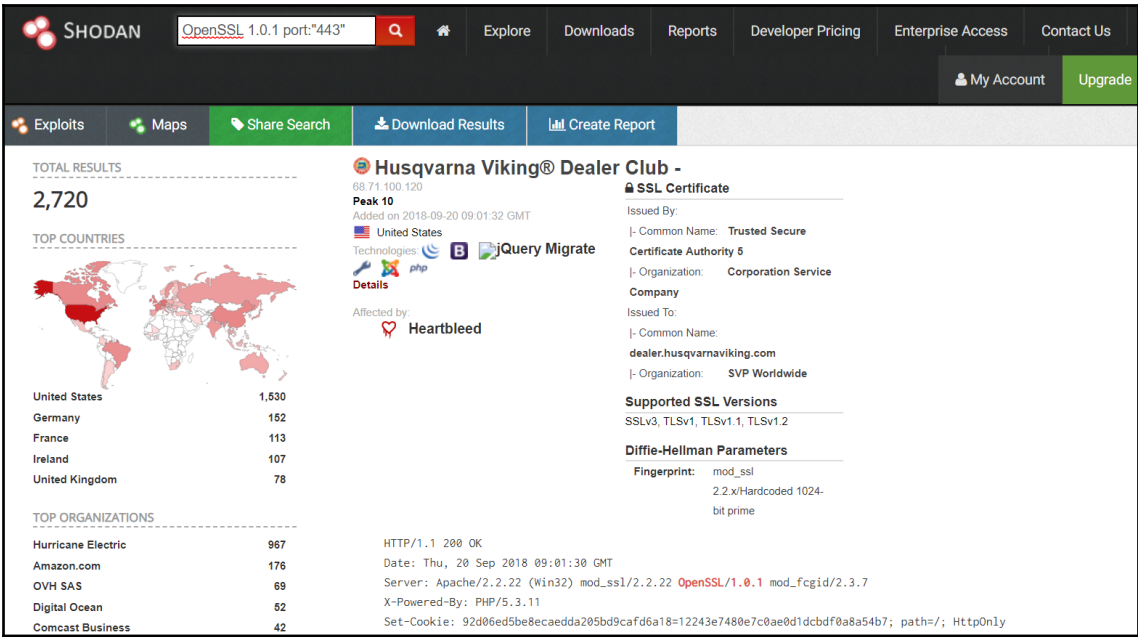 SHODAN
OpenSSL 1.0.1 port:"443"
Explore
Downloads
Reports
Developer Pricing
Enterprise Access
Contact Us
My Account
Upgrade
Exploits
Maps
Share Search
Download Results
Create Report
TOTAL RESULTS
2,720
TOP COUNTRIES
United States 1,530
Germany 152
France 113
Ireland 107
United Kingdom 78
TOP ORGANIZATIONS
Hurricane Electric 967
Amazon.com 176
OVH SAS 69
Digital Ocean 52
Comcast Business 42
Husqvarna Viking® Dealer Club -
68.71.100.120
Peak 10
Added on 2018-09-20 09:01:32 GMT
United States
Technologies: B jQuery Migrate
php
Details
Affected by:
Heartbleed
SSL Certificate
Issued By:
|- Common Name: Trusted Secure
Certificate Authority 5
|- Organization: Corporation Service
Company
Issued To:
|- Common Name:
dealer.husqvarnaviking.com
|- Organization: SVP Worldwide
Supported SSL Versions
SSLv3, TLSv1, TLSv1.1, TLSv1.2
Diffie-Hellman Parameters
Fingerprint: mod_ssl
2.2.x/Hardcoded 1024-
bit prime
HTTP/1.1 200 OK
Date: Thu, 20 Sep 2018 09:01:30 GMT
Server: Apache/2.2.22 (Win32) mod_ssl/2.2.22 OpenSSL/1.0.1 mod_fcgid/2.3.7
X-Powered-By: PHP/5.3.11
Set-Cookie: 92d06ed5be8ecaedda205bd9cafd6a18=12243e7480e7c0ae0d1dcbdf0a8a54b7; path=/; HttpOnly